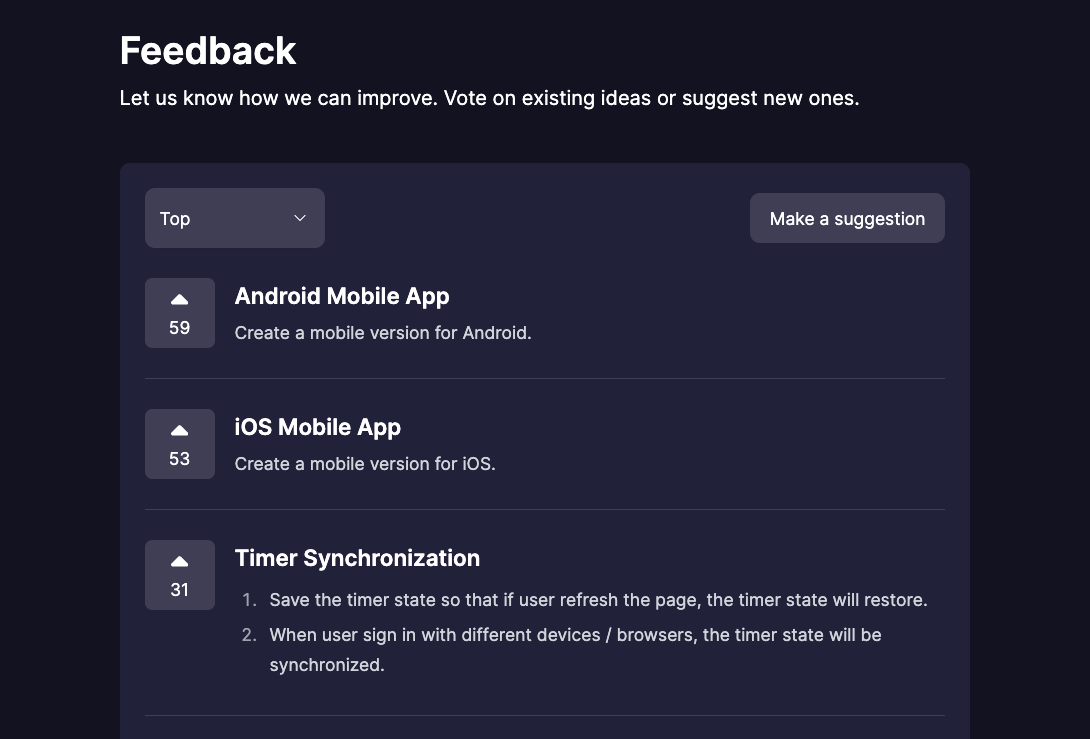 Feedback
Let us know how we can improve. Vote on existing ideas or suggest new ones.
Top
Make a suggestion
59
Android Mobile App
Create a mobile version for Android.
53
iOS Mobile App
Create a mobile version for iOS.
31
Timer Synchronization
1. Save the timer state so that if user refresh the page, the timer state will restore.
2. When user sign in with different devices / browsers, the timer state will be
synchronized.